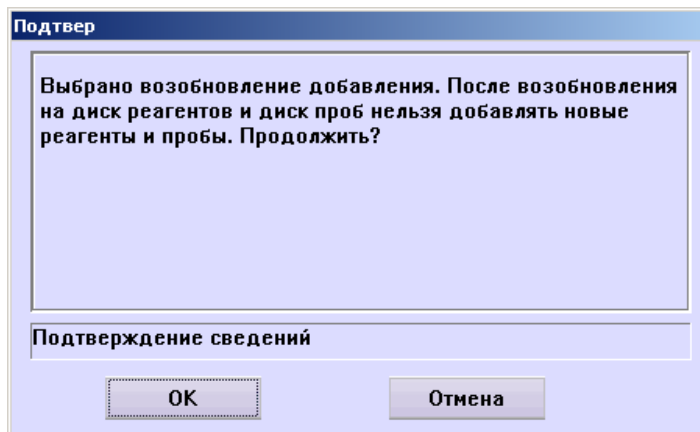 Подтвер
Выбрано возобновление добавления. После возобновления
на диск реагентов и диск проб нельзя добавлять новые
реагенты и пробы. Продолжить?
Подтверждение сведений
OK
Отмена